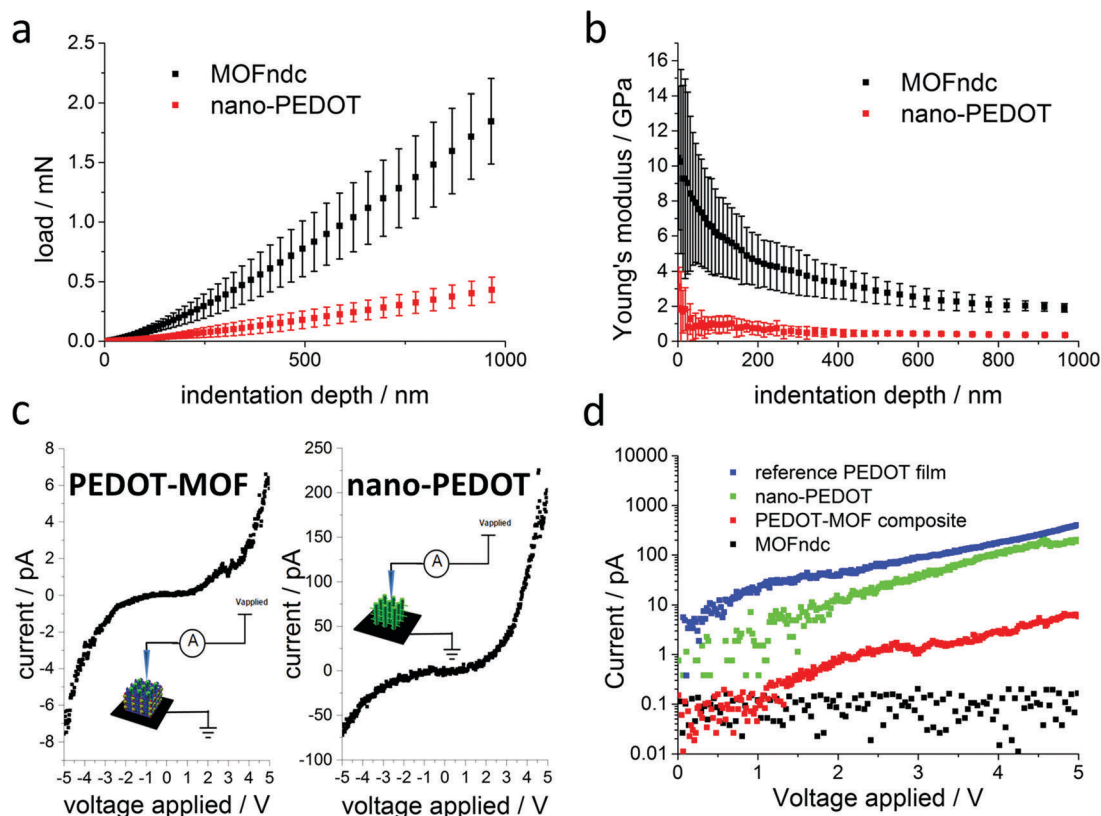 a
2.5
2.0
1.5
1.0
0.5
0.0
load / mN
MOFndc
nano-PEDOT
500
1000
indentation depth / nm
b
16
14
12
10
8
6
4
2
0
Young's modulus / GPa
MOFndc
nano-PEDOT
0 200 400 600 800 1000
indentation depth / nm
c
8
6
4
2
0
-2
-4
-6
-8
current / pA
PEDOT-MOF
A
Vapplied
-5 -4 -3 -2 -1 0 1 2 3 4 5
voltage applied / V
250
200
150
100
50
0
-50
-100
current / pA
nano-PEDOT
A
Vapplied
-5 -4 -3 -2 -1 0 1 2 3 4 5
voltage applied / V
d
10000
1000
100
10
1
0.1
0.01
Current / pA
reference PEDOT film
nano-PEDOT
PEDOT-MOF composite
MOFndc
0 1 2 3 4 5
Voltage applied / V